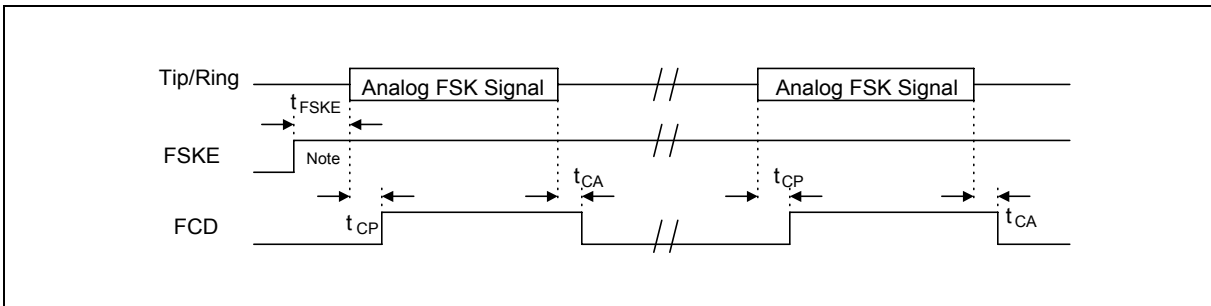 Tip/Ring
Analog FSK Signal
Analog FSK Signal
tFSKE
FSKE
Note
tCA
tCP
FCD
tCP
tCA